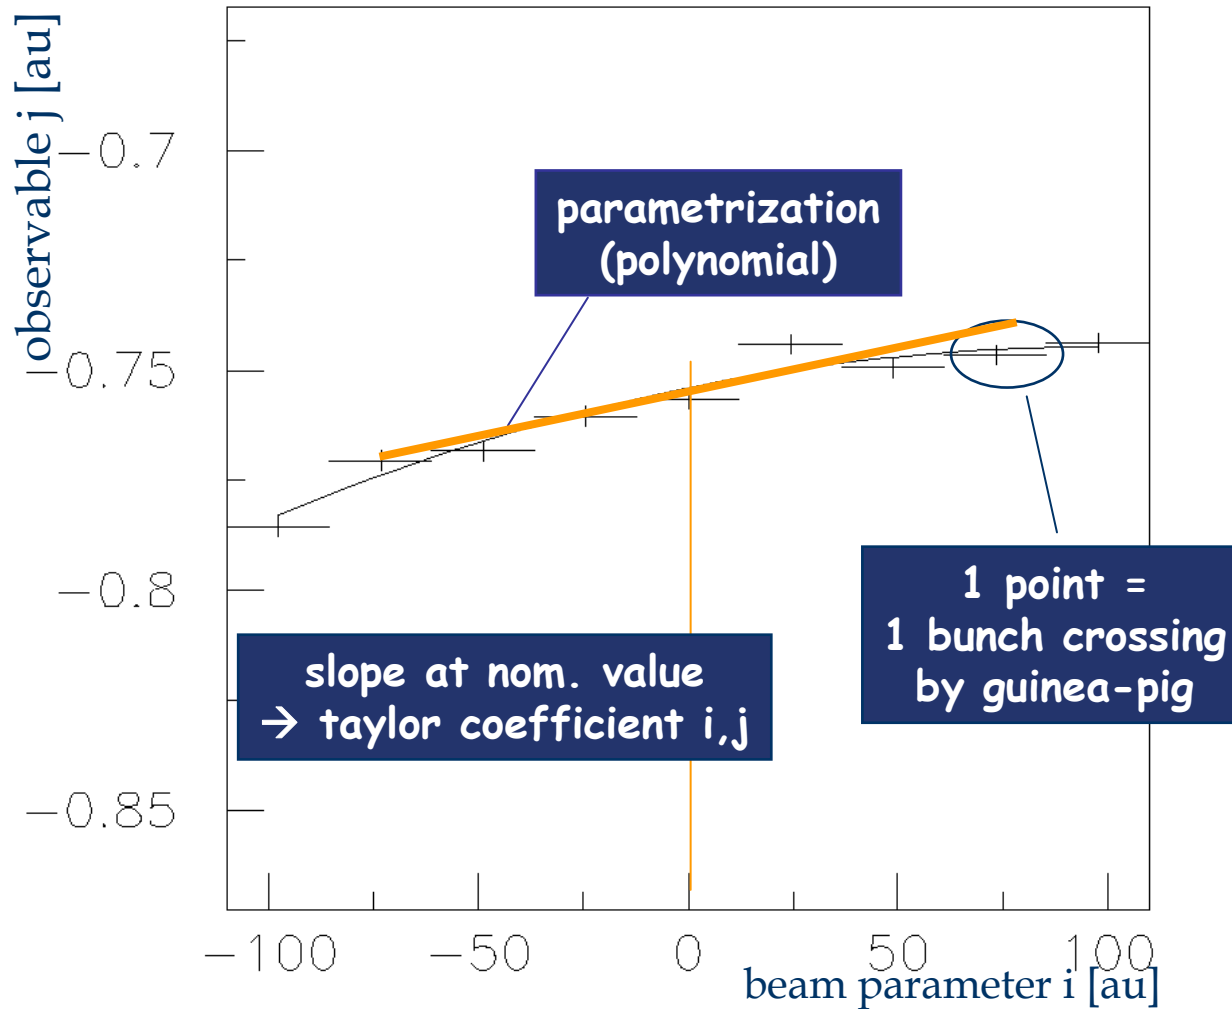 observable j [au]
-0.7
-0.75
-0.8
-0.85
parametrization
(polynomial)
1 point =
1 bunch crossing
by guinea-pig
slope at nom. value
→ taylor coefficient i,j
-100
-50
0
50
100
beam parameter i [au]